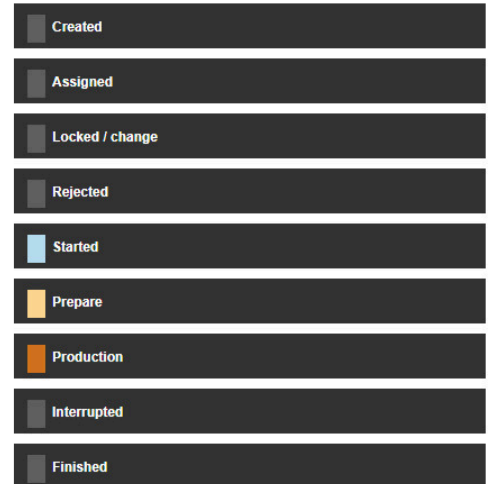 Created
Assigned
Locked / change
Rejected
Started
Prepare
Production
Interrupted
Finished